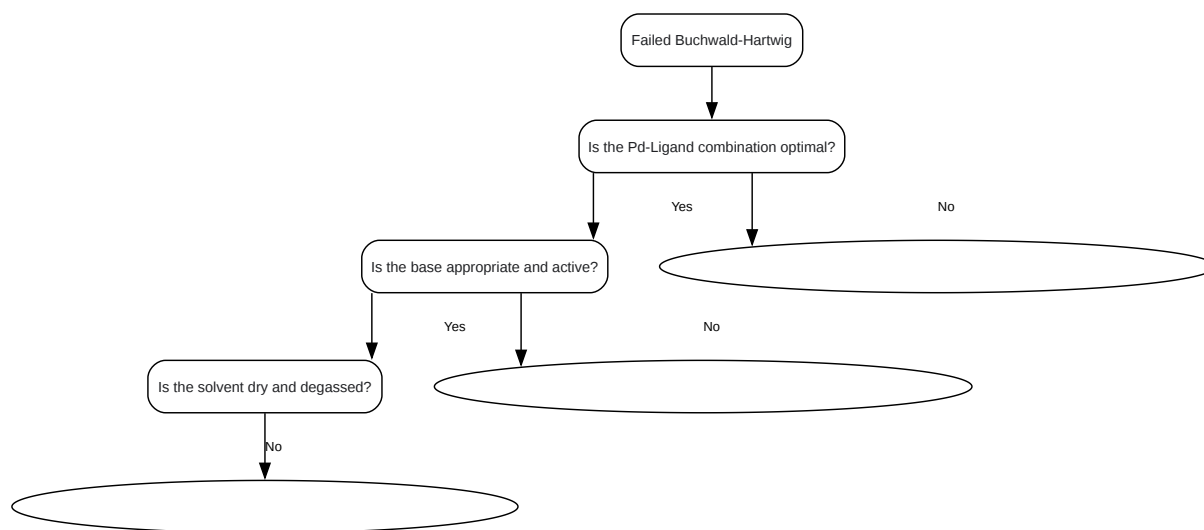 Failed Buchwald-Hartwig
Is the Pd-Ligand combination optimal?
Yes
No
Is the base appropriate and active?
Yes
No
Is the solvent dry and degassed?
No